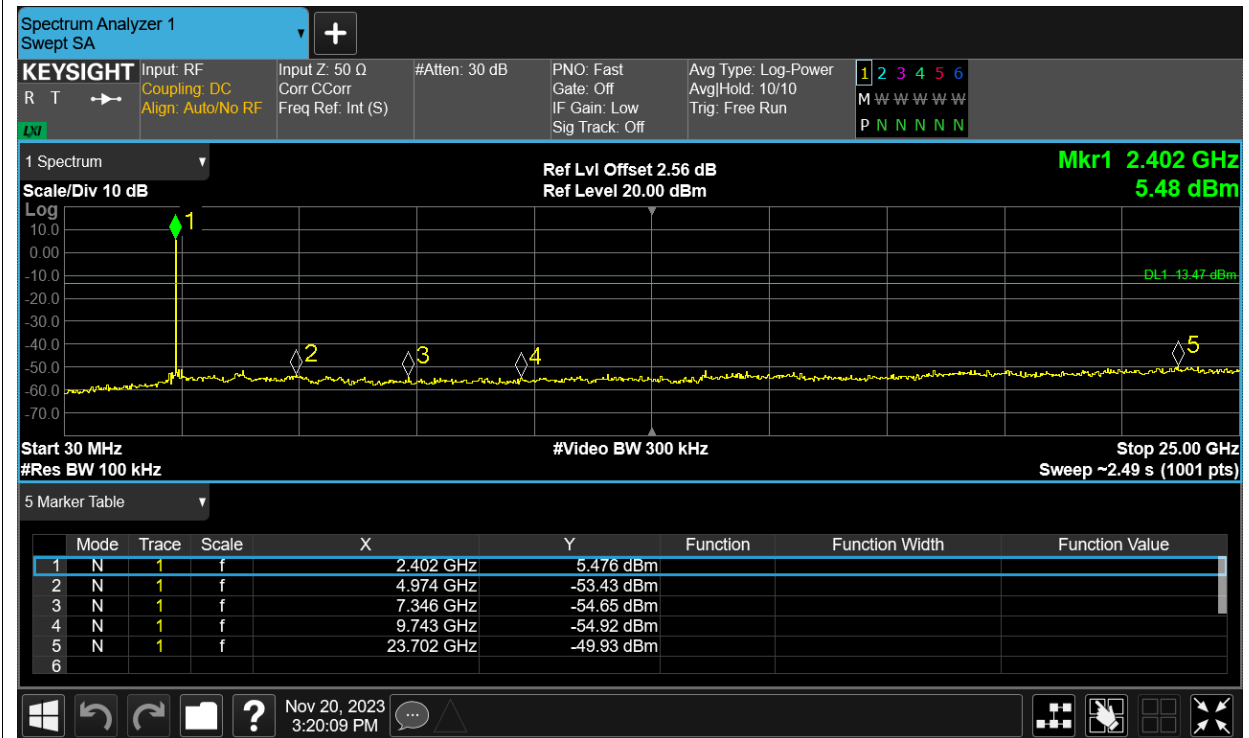 Spectrum Analyzer 1
Swept SA
KEYSIGHT
R T
LXI
Input: RF
Coupling: DC
Align: Auto/No RF
Input Z: 50 Ω
Corr CCorr
Freq Ref: Int (S)
#Atten: 30 dB
PNO: Fast
Gate: Off
IF Gain: Low
Sig Track: Off
Avg Type: Log-Power
Avg|Hold: 10/10
Trig: Free Run
1 2 3 4 5 6
M W W W W W
P N N N N N
1 Spectrum
Scale/Div 10 dB
Ref Lvl Offset 2.56 dB
Ref Level 20.00 dBm
Mkr1 2.402 GHz
5.48 dBm
Log
10.0
0.00
-10.0
-20.0
-30.0
-40.0
-50.0
-60.0
-70.0
1
2
3
4
5
DL1 -13.47 dBm
Start 30 MHz
#Res BW 100 kHz
#Video BW 300 kHz
Stop 25.00 GHz
Sweep ~2.49 s (1001 pts)
5 Marker Table
Mode Trace Scale X Y Function Function Width Function Value
1 N 1 f 2.402 GHz 5.476 dBm
2 N 1 f 4.974 GHz -53.43 dBm
3 N 1 f 7.346 GHz -54.65 dBm
4 N 1 f 9.743 GHz -54.92 dBm
5 N 1 f 23.702 GHz -49.93 dBm
6
?
Nov 20, 2023
3:20:09 PM